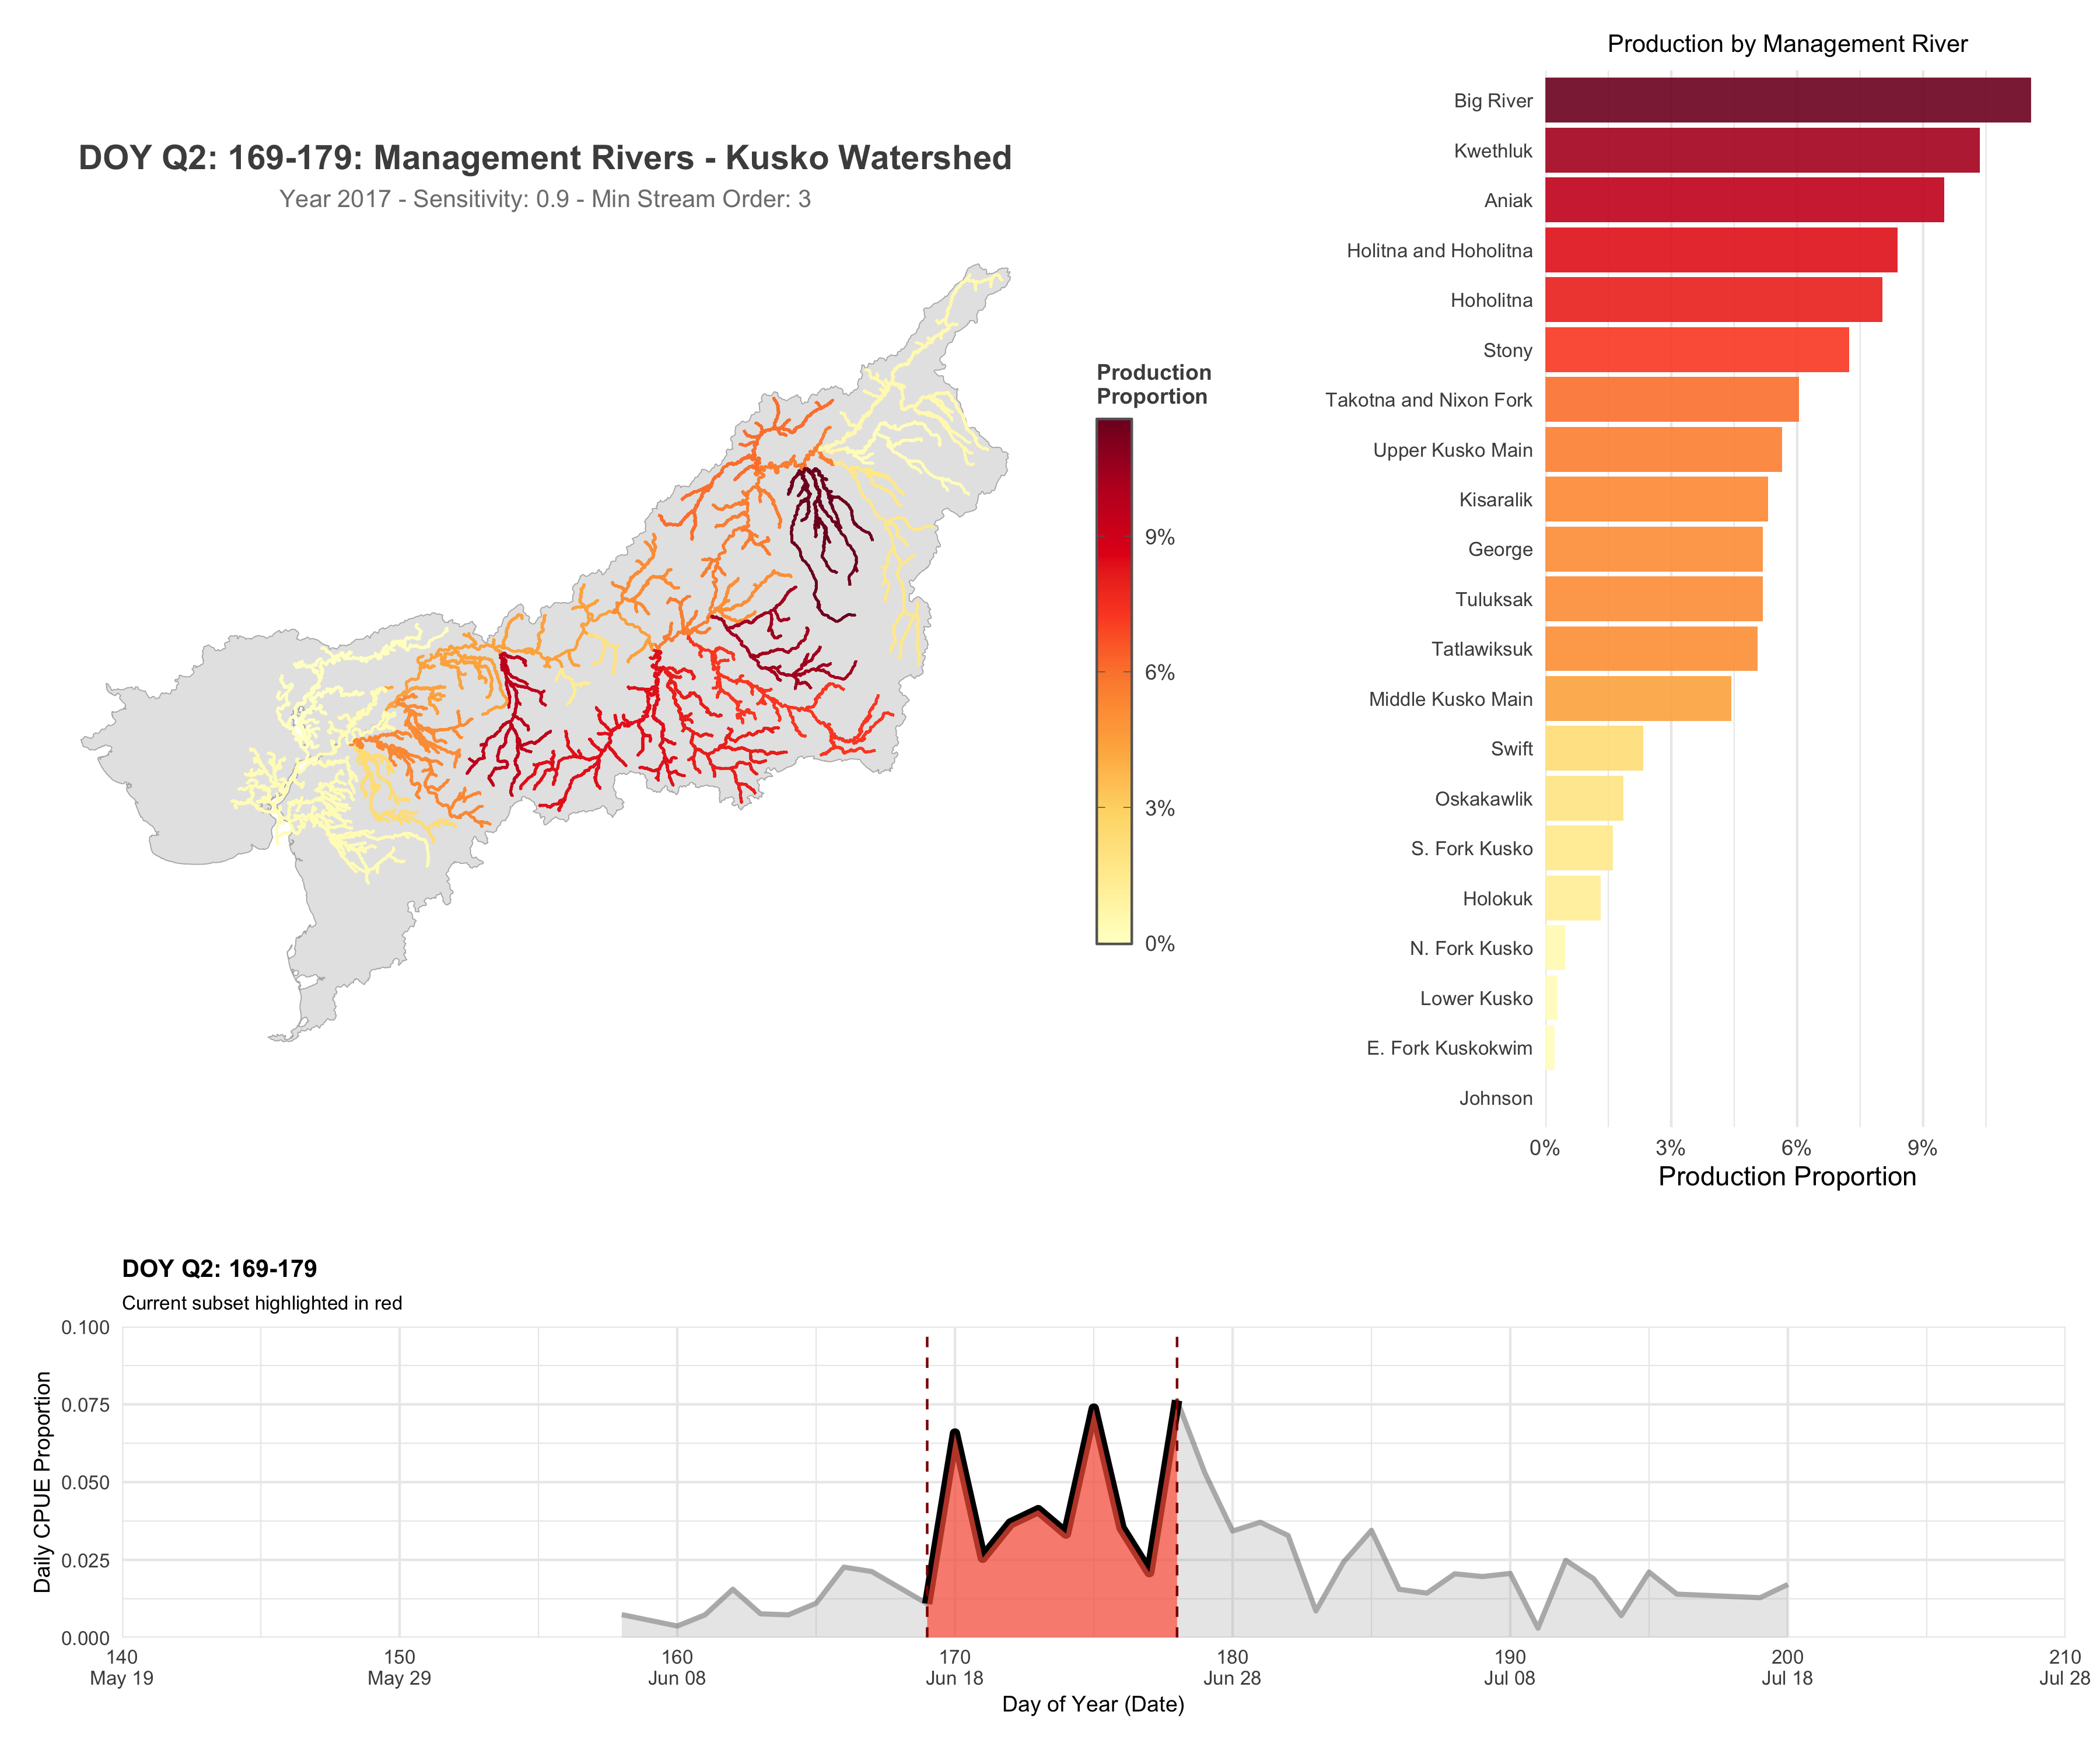 DOY Q2: 169-179: Management Rivers - Kusko Watershed
Year 2017 - Sensitivity: 0.9 - Min Stream Order: 3
Production
Proportion
9%
6%
3%
0%
Production by Management River
Big River
Kwethluk
Aniak
Holitna and Hoholitna
Hoholitna
Stony
Takotna and Nixon Fork
Upper Kusko Main
Kisaralik
George
Tuluksak
Tatlawiksuk
Middle Kusko Main
Swift
Oskakawlik
S. Fork Kusko
Holokuk
N. Fork Kusko
Lower Kusko
E. Fork Kuskokwim
Johnson
0% 3% 6% 9%
Production Proportion
DOY Q2: 169-179
Current subset highlighted in red
Daily CPUE Proportion
0.100
0.075
0.050
0.025
0.000
140 150 160 170 180 190 200 210
May 19 May 29 Jun 08 Jun 18 Jun 28 Jul 08 Jul 18 Jul 28
Day of Year (Date)